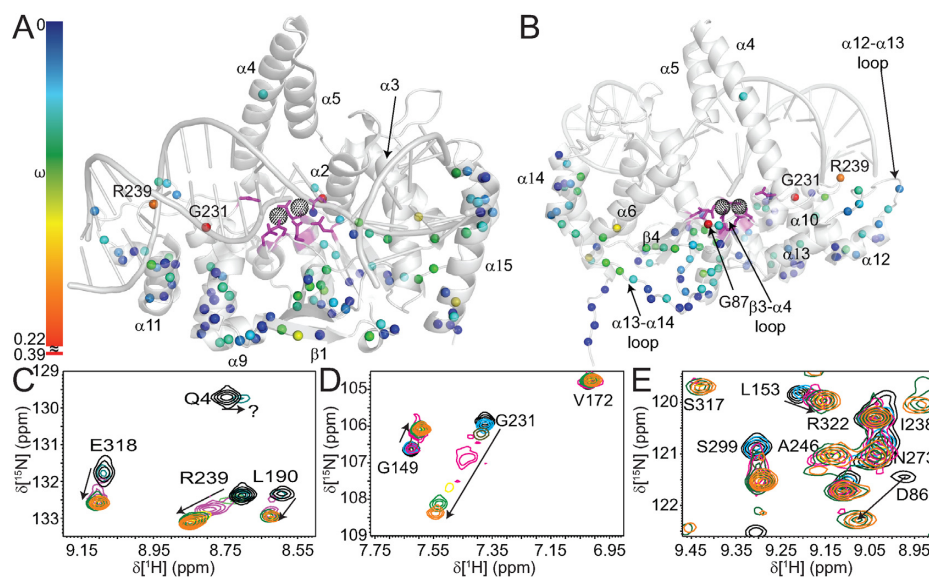 A
B
0
ω
0.22
≈
0.39
α4
α5
α3
α2
R239
G231
α11
α9
β1
α15
α4
α5
α12-α13
loop
R239
G231
α14
α6
α10
β4
α13
α12
G87
β3-α4
loop
α13-α14
loop
C
129
130
131
132
133
δ[¹⁵N] (ppm)
Q4
?
E318
R239
L190
9.15
8.95
8.75
8.55
δ[¹H] (ppm)
D
105
106
107
108
109
δ[¹⁵N] (ppm)
V172
G231
G149
7.75
7.55
7.35
7.15
6.95
δ[¹H] (ppm)
E
120
121
122
δ[¹⁵N] (ppm)
S317
L153
R322
I238
S299
A246
N273
D86
9.45
9.35
9.25
9.15
9.05
8.95
δ[¹H] (ppm)